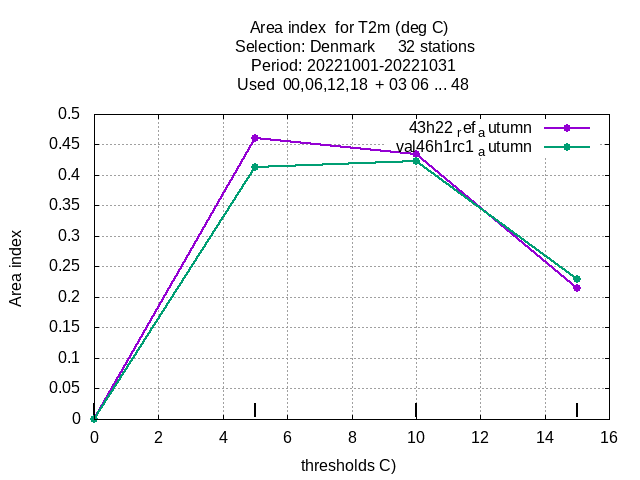 Area index for T2m (deg C)
Selection: Denmark 32 stations
Period: 20221001-20221031
Used 00,06,12,18 + 03 06 ... 48
0.5
0.45
0.4
0.35
0.3
0.25
0.2
0.15
0.1
0.05
0
Area index
43h22 ref a utumn
val46h1rc1 a utumn
0 2 4 6 8 10 12 14 16
thresholds C)